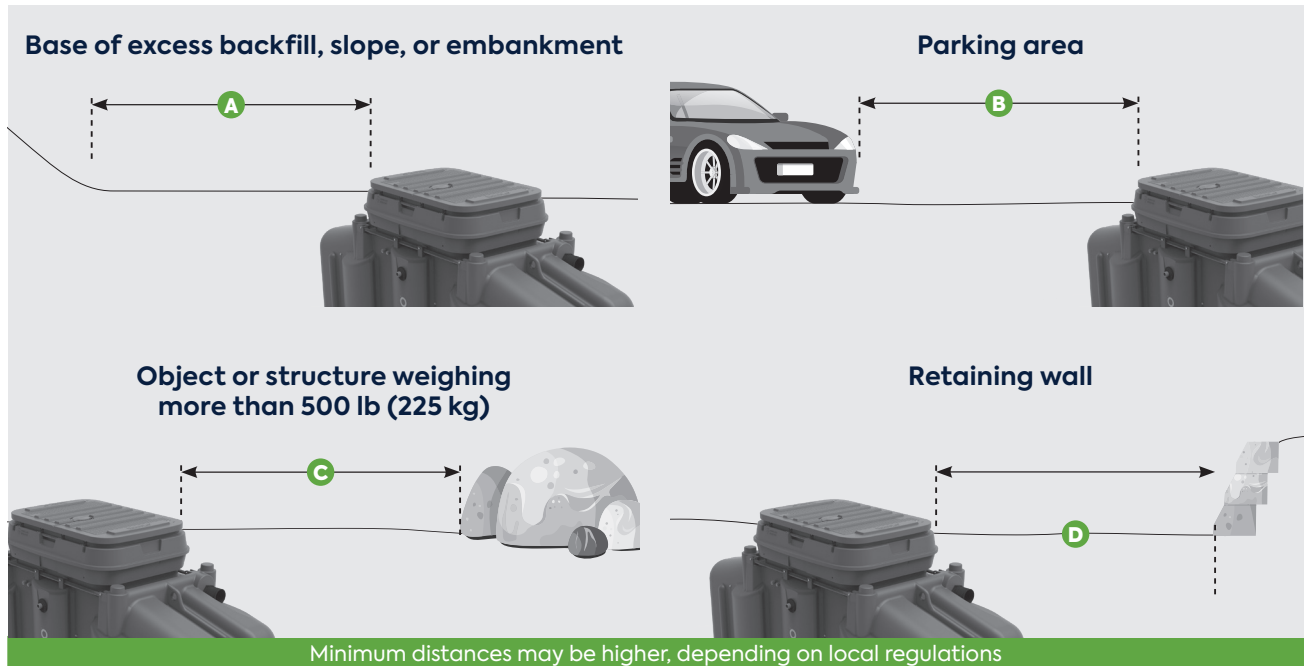 Base of excess backfill, slope, or embankment
A
Parking area
B
Object or structure weighing
more than 500 lb (225 kg)
C
Retaining wall
D
Minimum distances may be higher, depending on local regulations